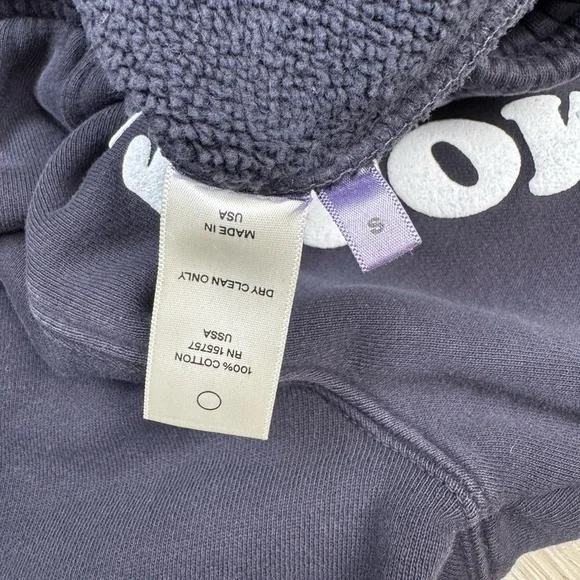 MADE IN
USA
DRY CLEAN ONLY
100% COTTON
RN 155757
USSA
S